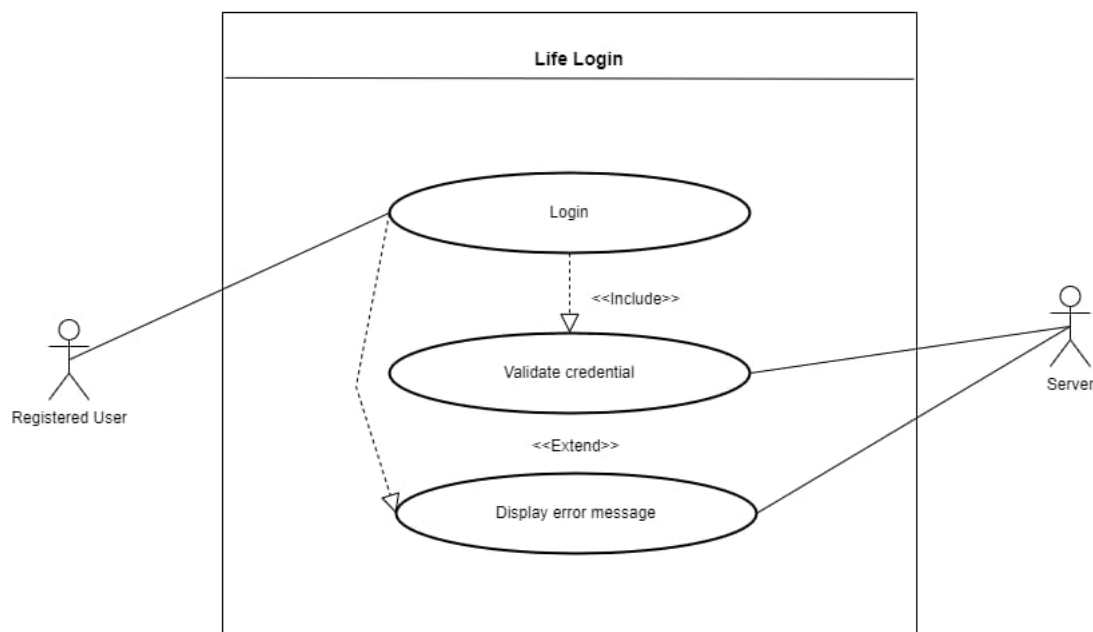 Life Login
Login
<<Include>>
Validate credential
Registered User
Server
<<Extend>>
Display error message